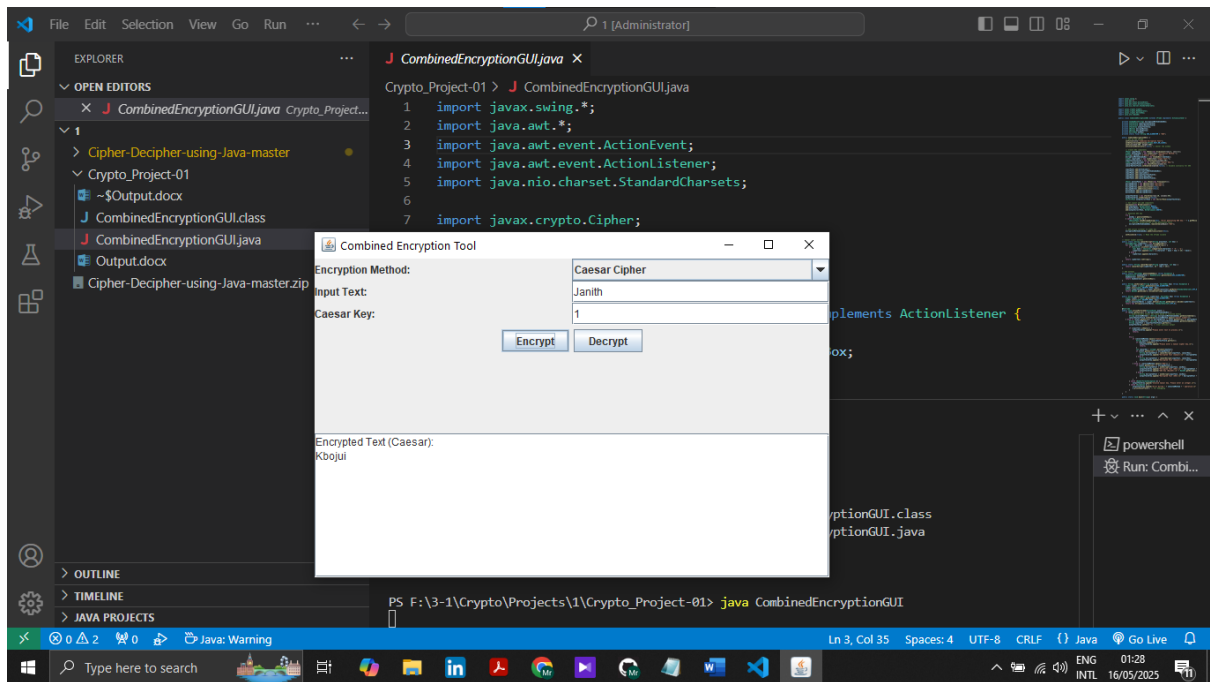 File Edit Selection View Go Run ···
1 [Administrator]
EXPLORER
OPEN EDITORS
CombinedEncryptionGUI.java Crypto_Project...
1
Cipher-Decipher-using-Java-master
Crypto_Project-01
~$Output.docx
CombinedEncryptionGUI.class
CombinedEncryptionGUI.java
Output.docx
Cipher-Decipher-using-Java-master.zip
OUTLINE
TIMELINE
JAVA PROJECTS
J CombinedEncryptionGUI.java
Crypto_Project-01 > J CombinedEncryptionGUI.java
1 import javax.swing.*;
2 import java.awt.*;
3 import java.awt.event.ActionEvent;
4 import java.awt.event.ActionListener;
5 import java.nio.charset.StandardCharsets;
6
7 import javax.crypto.Cipher;
plements ActionListener {
ox;
Combined Encryption Tool
Encryption Method: Caesar Cipher
Input Text: Janith
Caesar Key: 1
Encrypt Decrypt
Encrypted Text (Caesar):
Kbojui
powershell
Run: Combi...
yptionGUI.class
yptionGUI.java
PS F:\3-1\Crypto\Projects\1\Crypto_Project-01> java CombinedEncryptionGUI
0 2 0 Java: Warning
Ln 3, Col 35 Spaces: 4 UTF-8 CRLF {} Java Go Live
Type here to search
ENG
INTL
01:28
16/05/2025